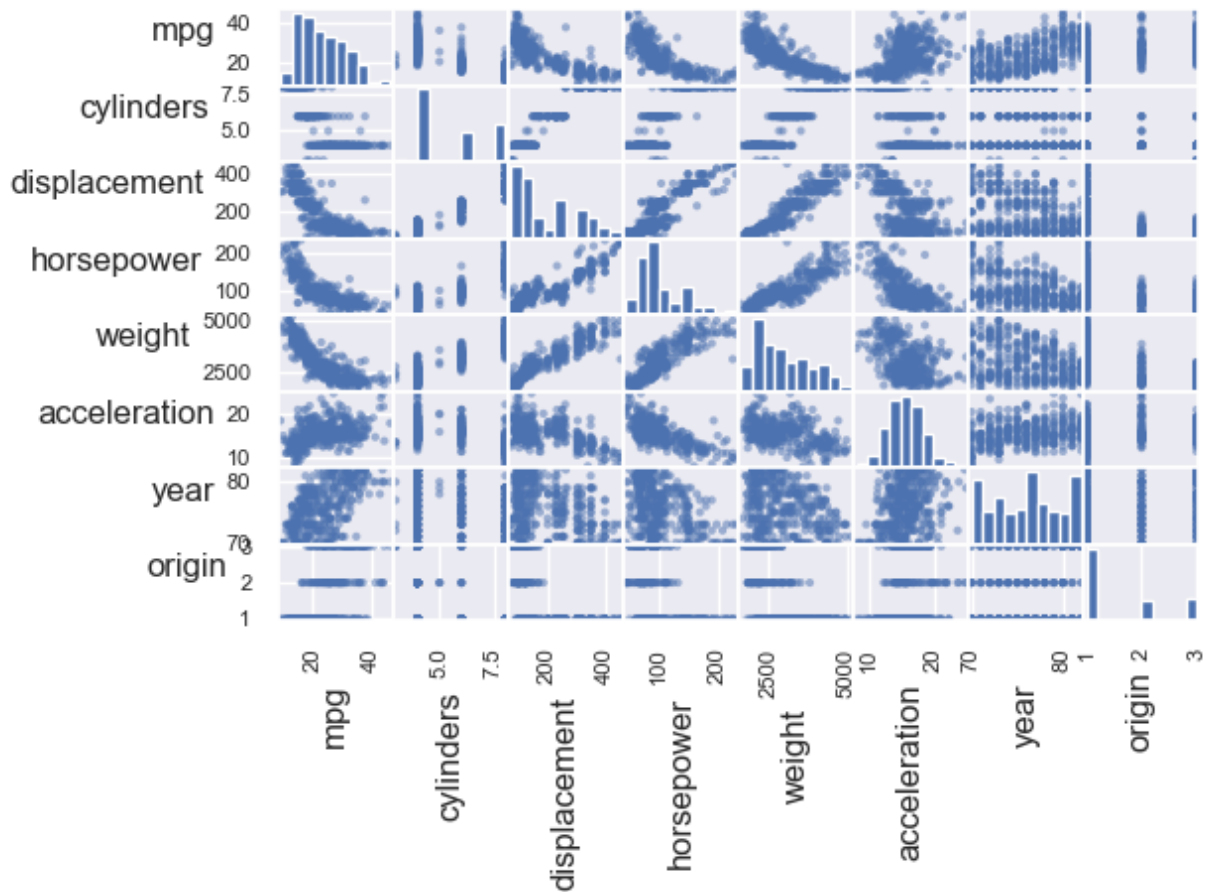 mpg
40
20
cylinders
7.5
5.0
displacement
400
200
horsepower
200
100
weight
5000
2500
acceleration
20
10
year
80
70
origin
3
2
1
20 40 5.0 7.5 200 400 100 200 2500 5000 10 20 70 80 1 2 3
mpg cylinders displacement horsepower weight acceleration year origin